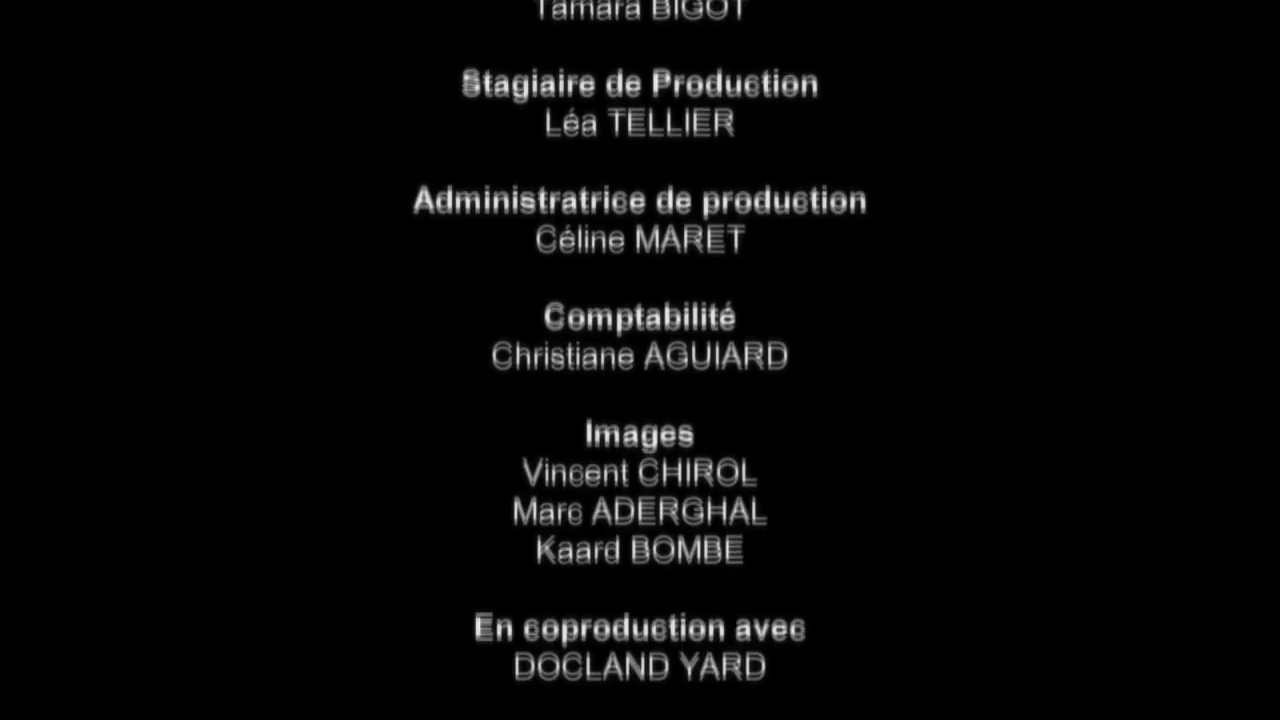 Tamara BIGOT
Stagiaire de Production
Léa TELLIER
Administratrice de production
Céline MARET
Comptabilité
Christiane AGUIARD
Images
Vincent CHIROL
Marc ADERGHAL
Kaard BOMBE
En coproduction avec
DOCLAND YARD